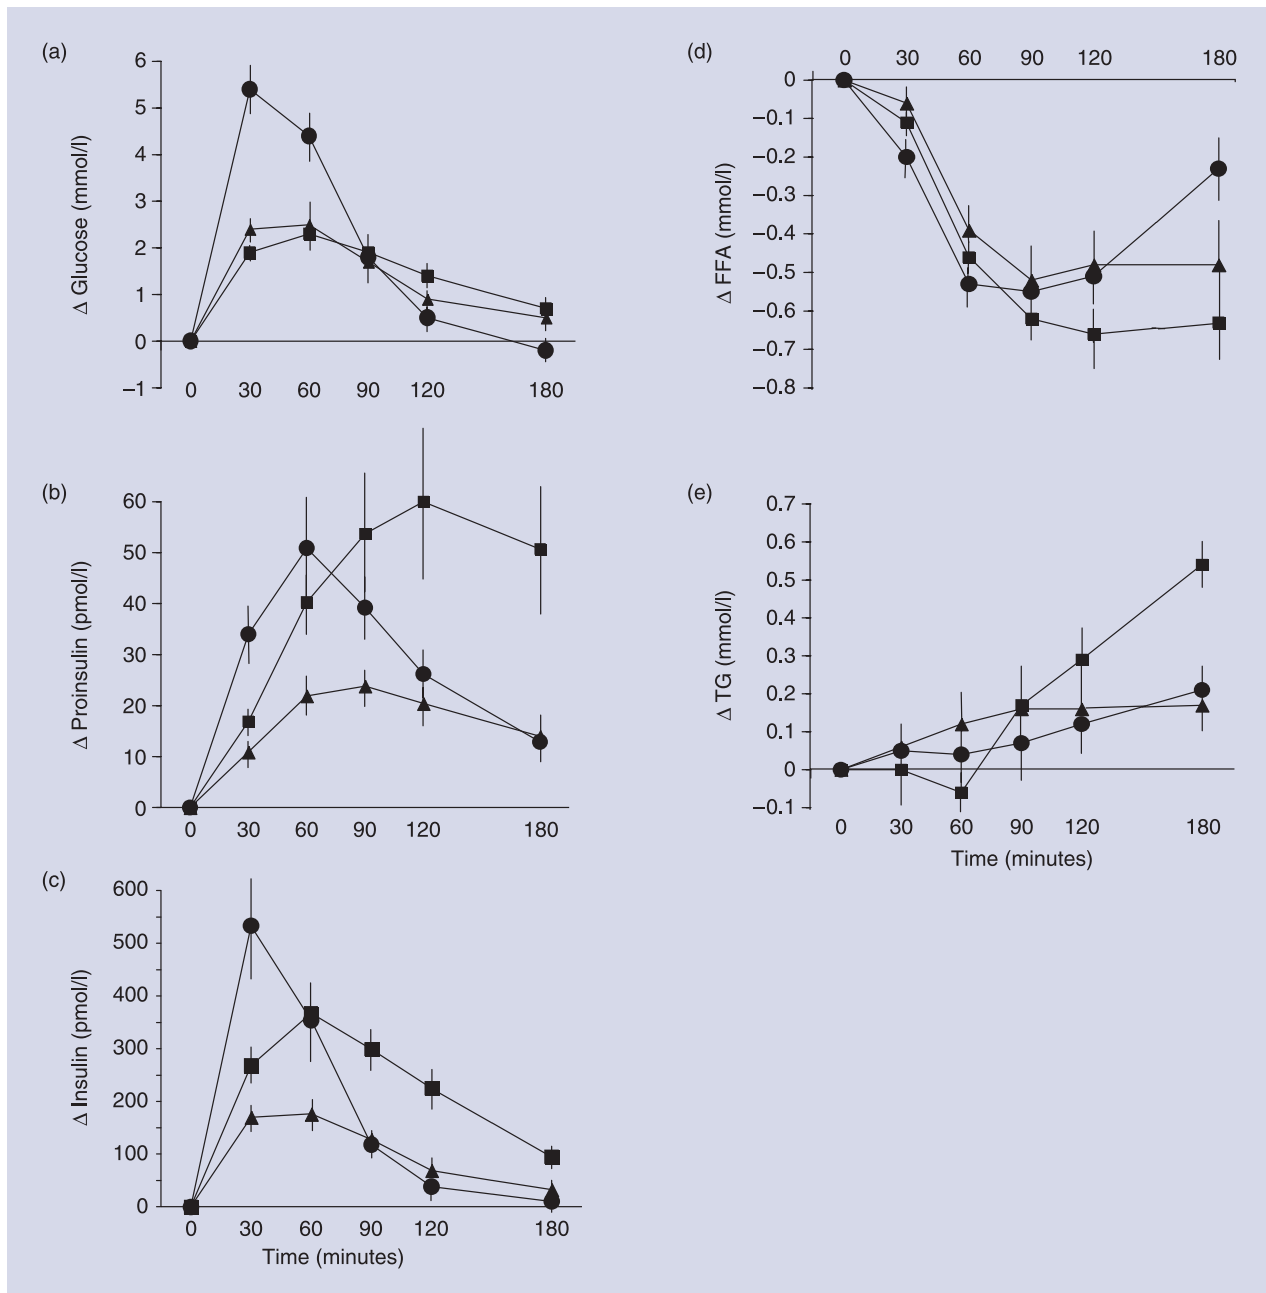 (a)
Δ Glucose (mmol/l)
6
5
4
3
2
1
0
–1
0 30 60 90 120 180
(b)
Δ Proinsulin (pmol/l)
60
50
40
30
20
10
0
0 30 60 90 120 180
(c)
Δ Insulin (pmol/l)
600
500
400
300
200
100
0
0 30 60 90 120 180
Time (minutes)
(d)
0 30 60 90 120 180
Δ FFA (mmol/l)
0
–0.1
–0.2
–0.3
–0.4
–0.5
–0.6
–0.7
–0.8
(e)
Δ TG (mmol/l)
0.7
0.6
0.5
0.4
0.3
0.2
0.1
0
–0.1
0 30 60 90 120 180
Time (minutes)